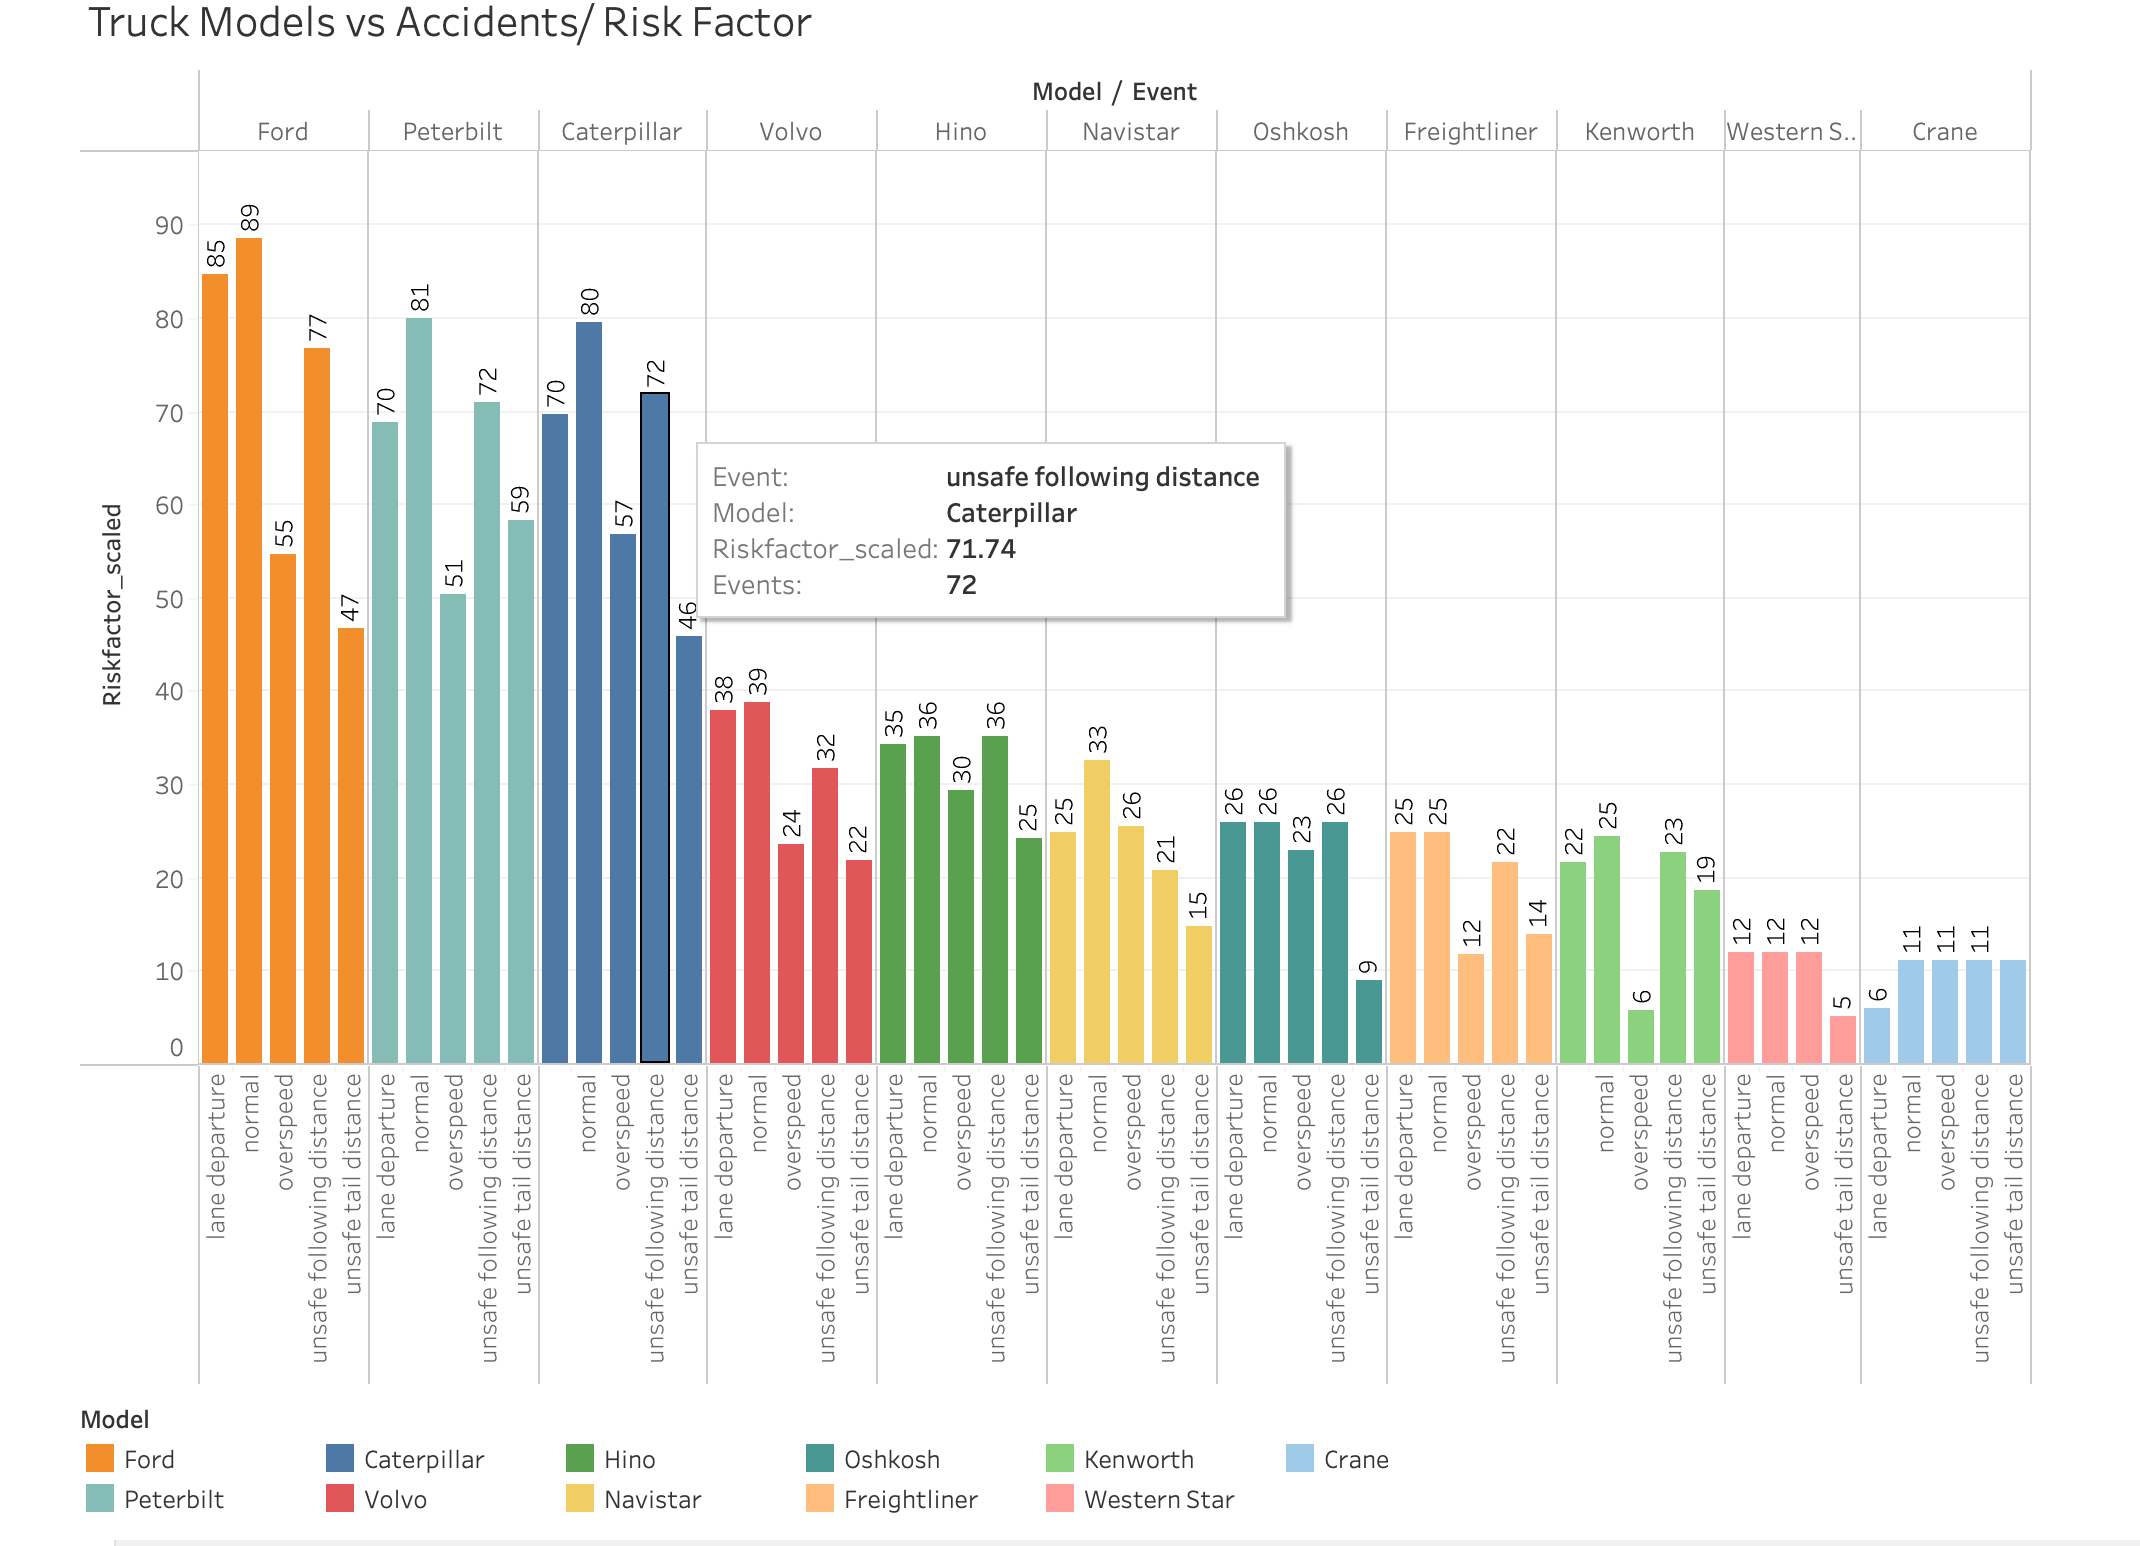 Truck Models vs Accidents/ Risk Factor
Model / Event
Ford Peterbilt Caterpillar Volvo Hino Navistar Oshkosh Freightliner Kenworth Western S.. Crane
Riskfactor_scaled
90
80
70
60
50
40
30
20
10
0
85 89 55 77 47
70 81 51 72 59
70 80 57 72 46
38 39 24 32 22
35 36 30 36 25
25 33 26 21 15
26 26 23 26 9
25 25 12 22 14
22 25 6 23 19
12 12 12 5
6 11 11 11
Event: unsafe following distance
Model: Caterpillar
Riskfactor_scaled: 71.74
Events: 72
lane departure
normal
overspeed
unsafe following distance
unsafe tail distance
lane departure
normal
overspeed
unsafe following distance
unsafe tail distance
normal
overspeed
unsafe following distance
unsafe tail distance
lane departure
normal
overspeed
unsafe following distance
unsafe tail distance
lane departure
normal
overspeed
unsafe following distance
unsafe tail distance
lane departure
normal
overspeed
unsafe following distance
unsafe tail distance
lane departure
normal
overspeed
unsafe following distance
unsafe tail distance
lane departure
normal
overspeed
unsafe following distance
unsafe tail distance
normal
overspeed
unsafe following distance
unsafe tail distance
lane departure
normal
overspeed
unsafe tail distance
lane departure
normal
overspeed
unsafe following distance
unsafe tail distance
Model
Ford Caterpillar Hino Oshkosh Kenworth Crane
Peterbilt Volvo Navistar Freightliner Western Star